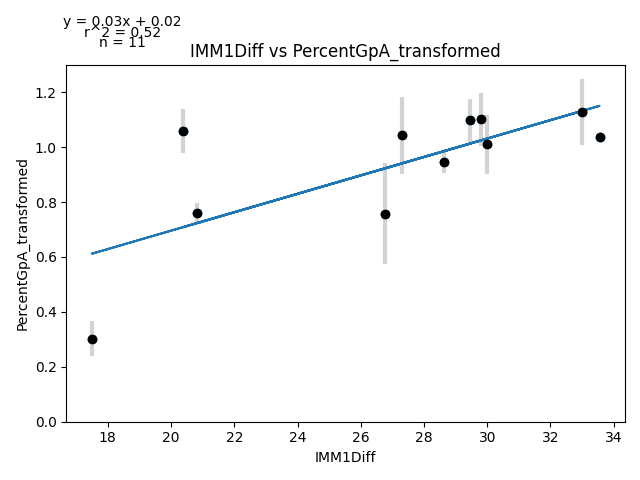 y = 0.03x + 0.02
r^2 = 0.52
n = 11
IMM1Diff vs PercentGpA_transformed
PercentGpA_transformed
1.2
1.0
0.8
0.6
0.4
0.2
0.0
18 20 22 24 26 28 30 32 34
IMM1Diff